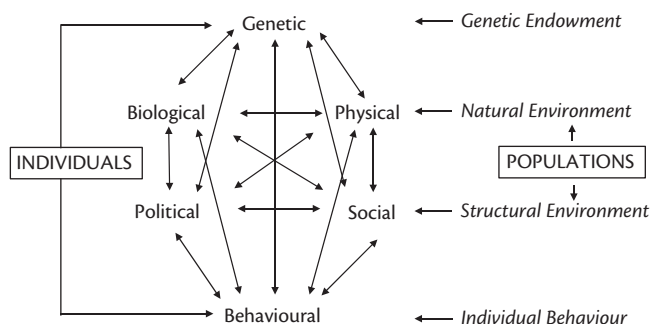 Genetic Genetic Endowment
Biological Physical Natural Environment
INDIVIDUALS POPULATIONS
Political Social Structural Environment
Behavioural Individual Behaviour